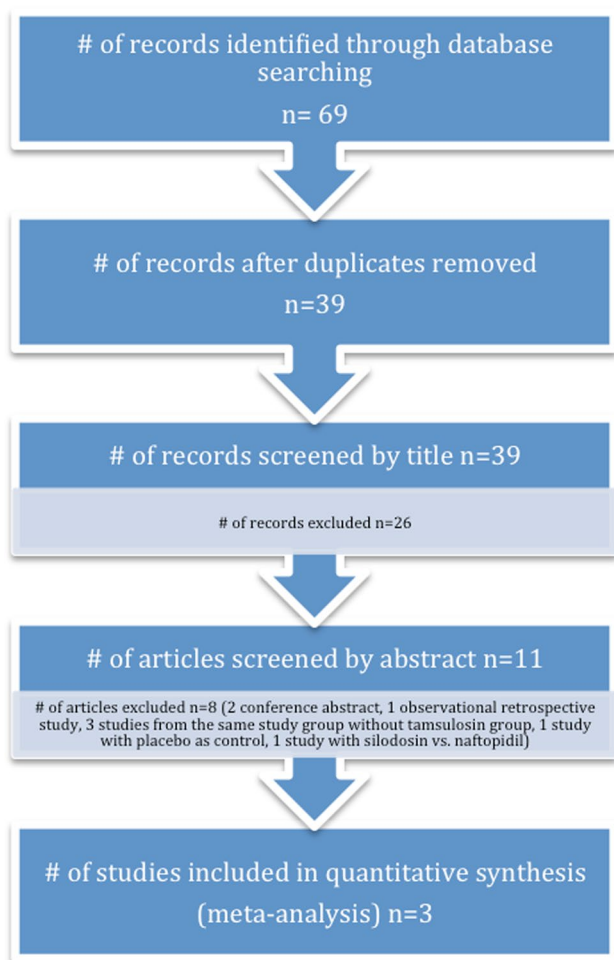 # of records identified through database
searching
n= 69
# of records after duplicates removed
n=39
# of records screened by title n=39
# of records excluded n=26
# of articles screened by abstract n=11
# of articles excluded n=8 (2 conference abstract, 1 observational retrospective
study, 3 studies from the same study group without tamsulosin group, 1 study
with placebo as control, 1 study with silodosin vs. naftopidil)
# of studies included in quantitative synthesis
(meta-analysis) n=3